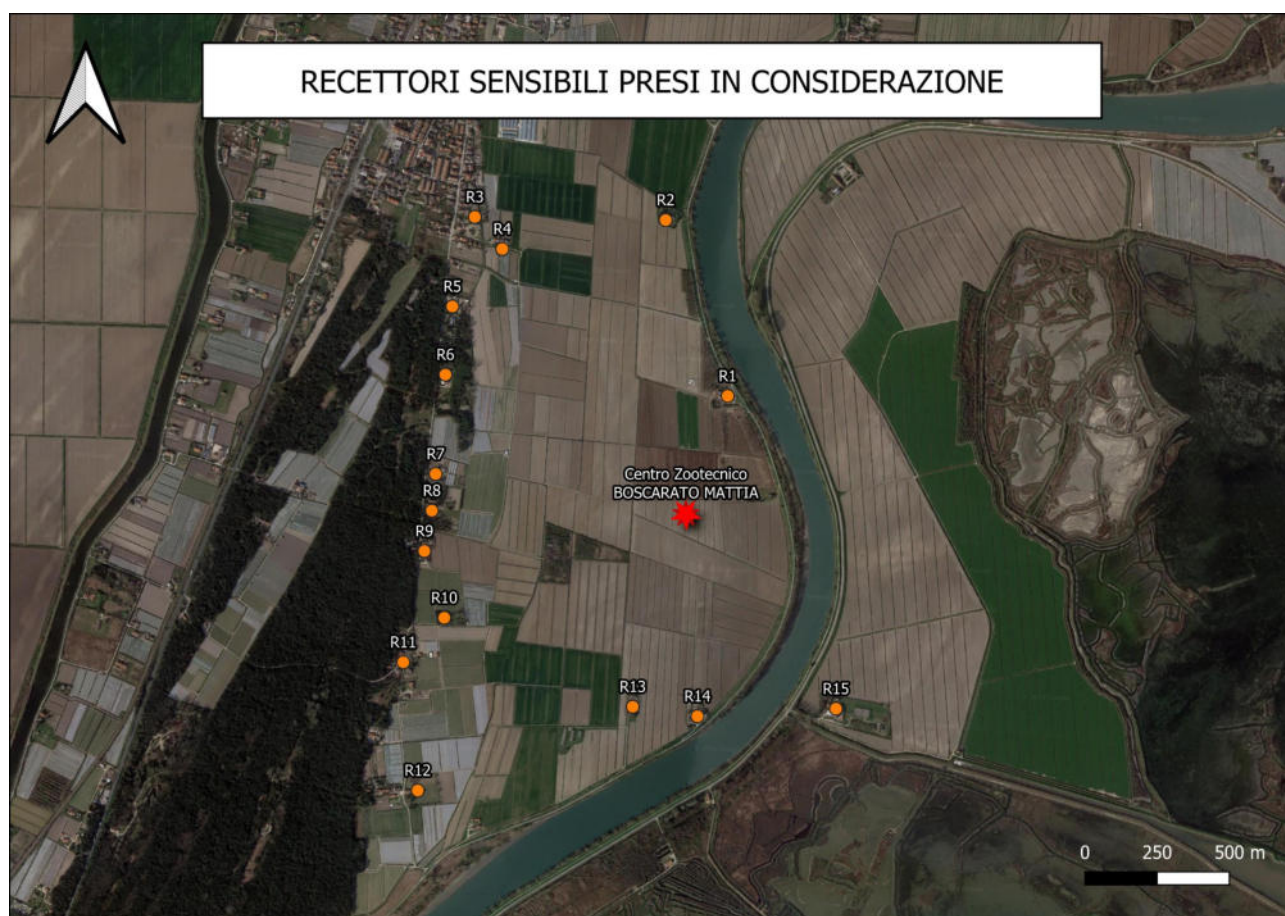 RECETTORI SENSIBILI PRESI IN CONSIDERAZIONE
R3
R2
R4
R5
R6
R1
R7
Centro Zootecnico
BOSCARATO MATTIA
R8
R9
R10
R11
R13
R14
R15
R12
0 250 500 m